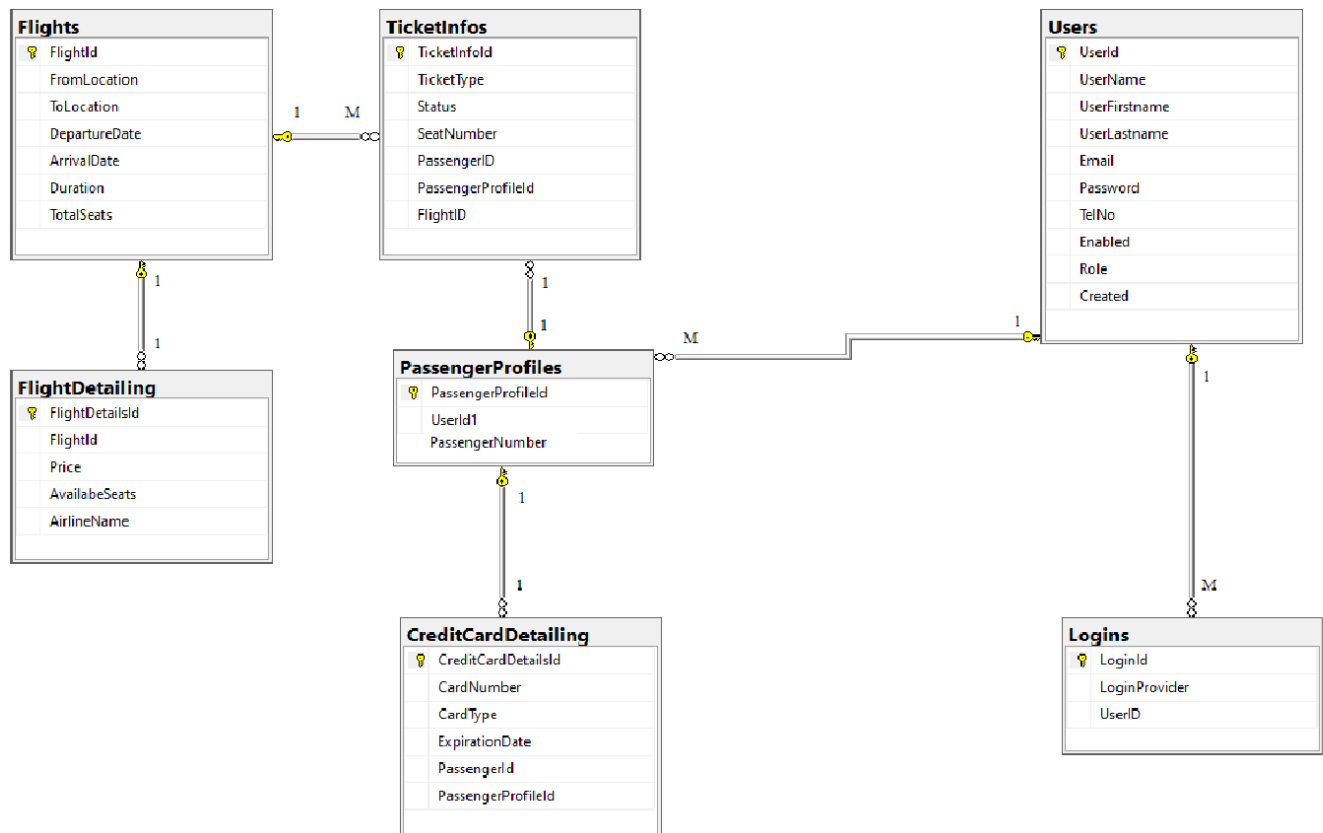 Flights
FlightId
FromLocation
ToLocation
DepartureDate
ArrivalDate
Duration
TotalSeats
1
M
TicketInfos
TicketInfoId
TicketType
Status
SeatNumber
PassengerID
PassengerProfileId
FlightID
Users
UserId
UserName
UserFirstname
UserLastname
Email
Password
TelNo
Enabled
Role
Created
1
1
1
1
M
1
FlightDetailing
FlightDetailsId
FlightId
Price
AvailabeSeats
AirlineName
PassengerProfiles
PassengerProfileId
UserId1
PassengerNumber
1
1
1
M
CreditCardDetailing
CreditCardDetailsId
CardNumber
CardType
ExpirationDate
PassengerId
PassengerProfileId
Logins
LoginId
LoginProvider
UserID